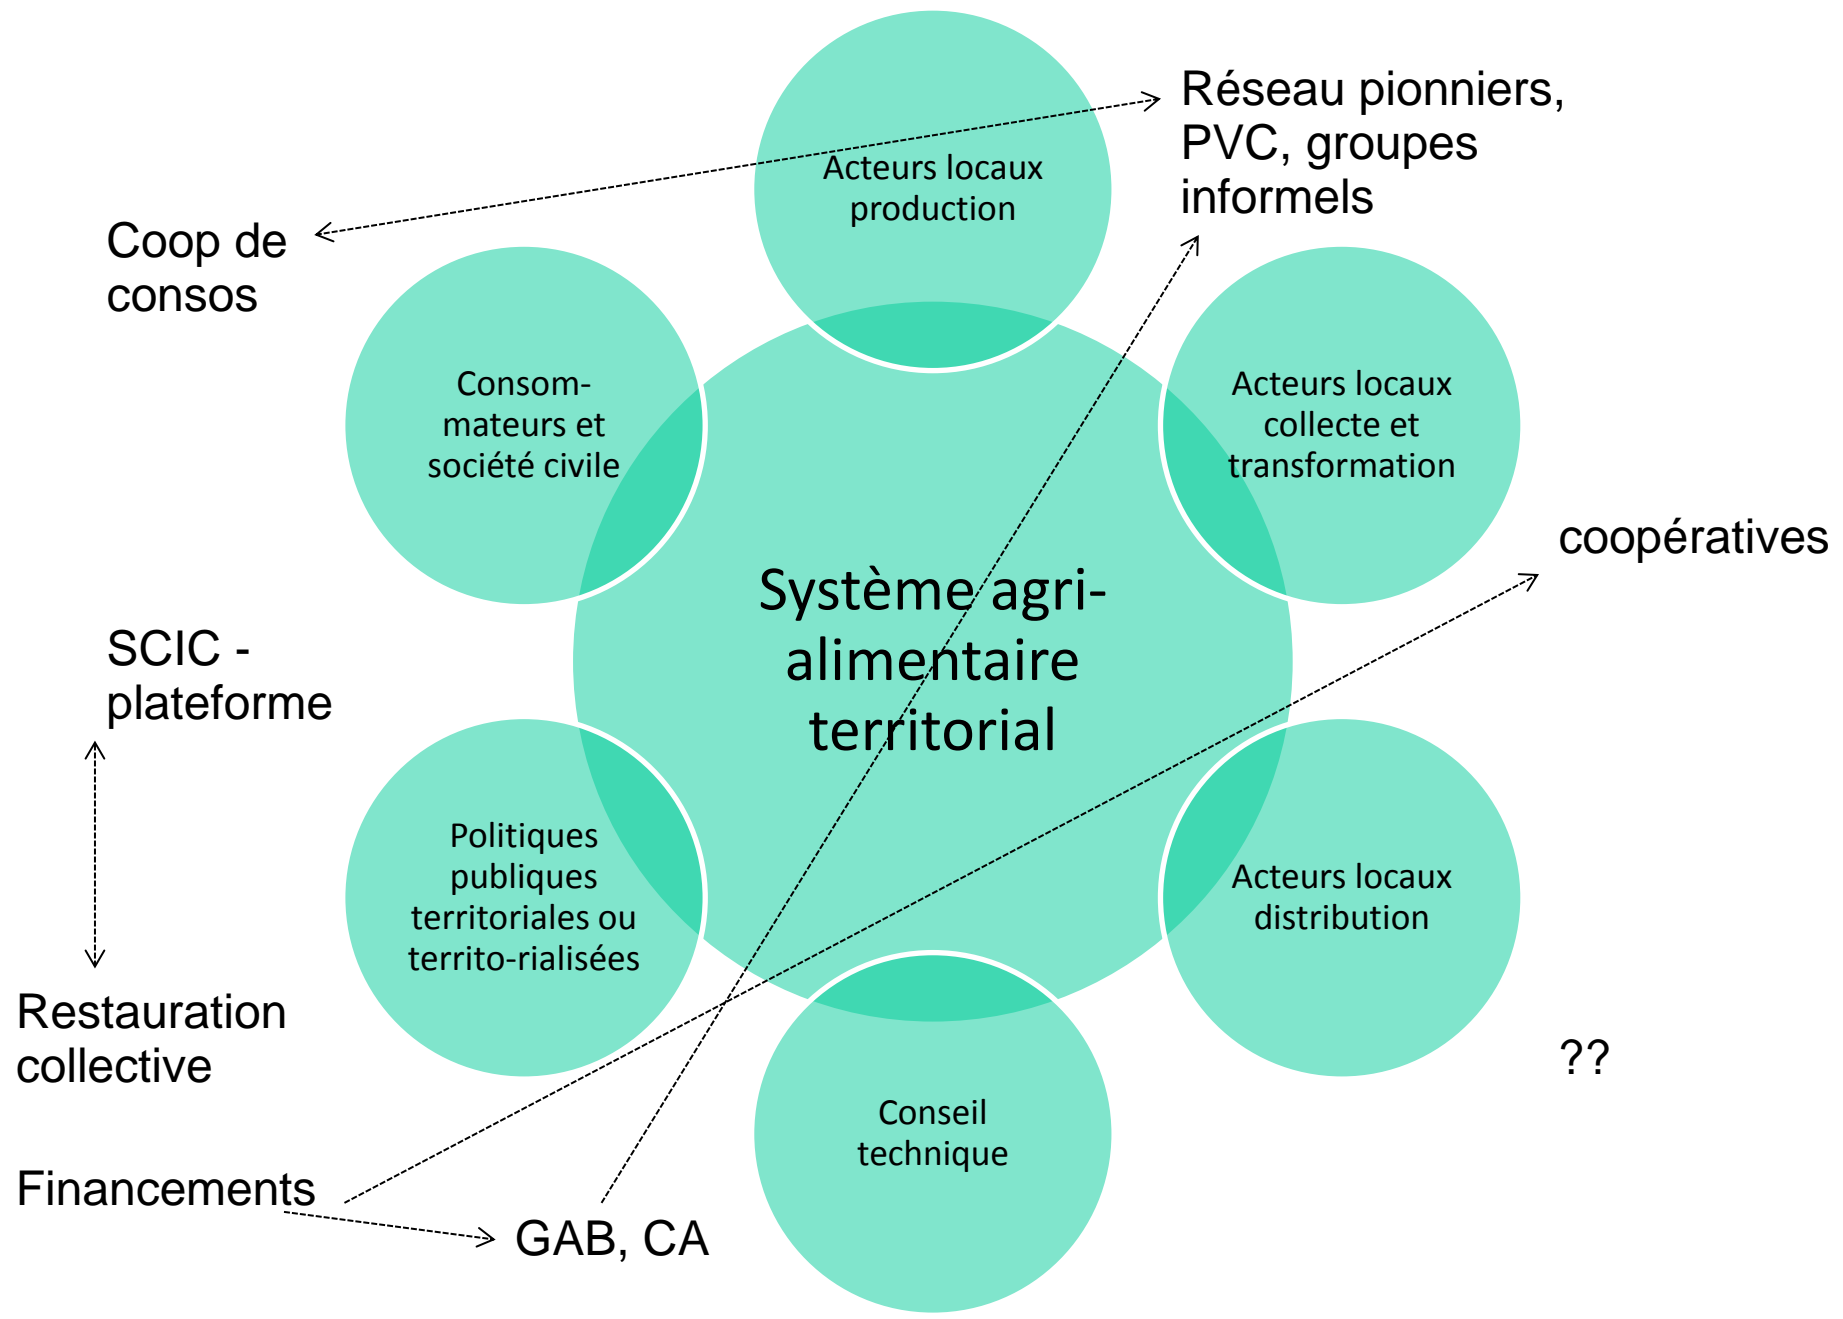 Réseau pionniers,
PVC, groupes
informels
Acteurs locaux
production
Coop de
consos
Consom-
mateurs et
société civile
Acteurs locaux
collecte et
transformation
coopératives
Système agri-
alimentaire
territorial
SCIC -
plateforme
Politiques
publiques
territoriales ou
territo-rialisées
Acteurs locaux
distribution
Restauration
collective
??
Conseil
technique
Financements
GAB, CA